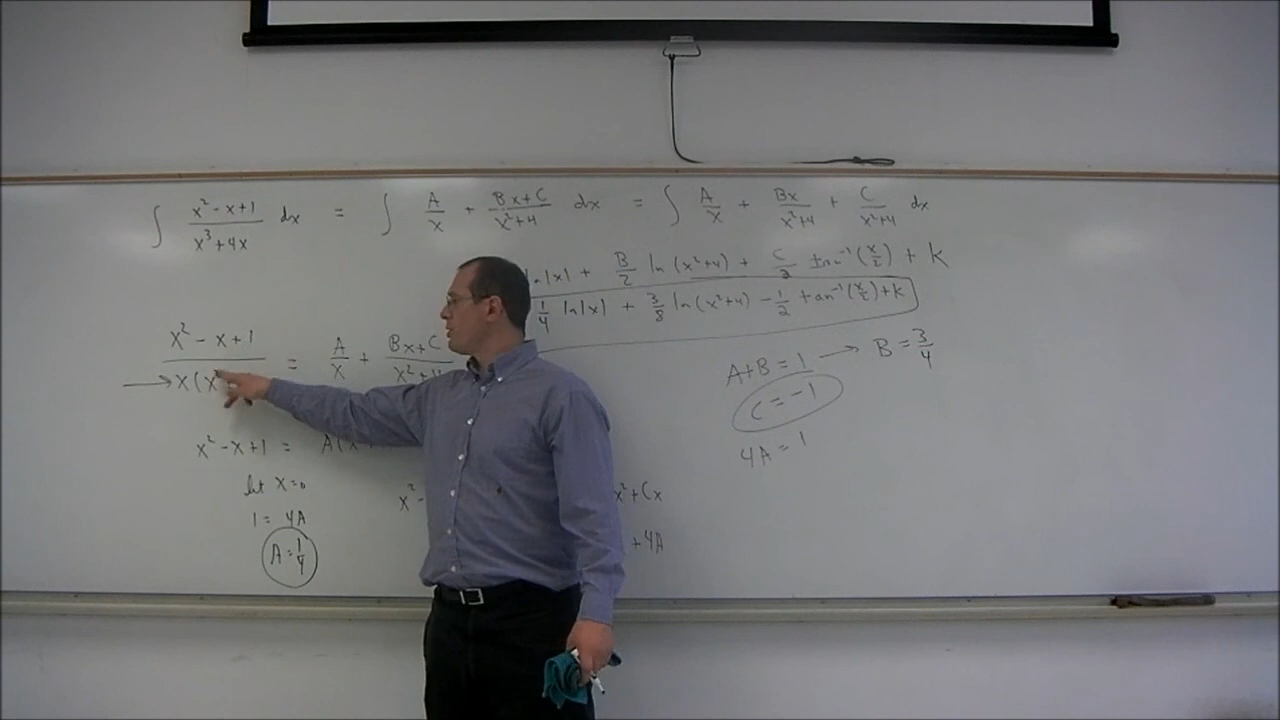 ∫ (x² - x + 1)/(x³ + 4x) dx = ∫ A/x + (Bx + C)/(x² + 4) dx = ∫ A/x + Bx/(x² + 4) + C/(x² + 4) dx
ln|x| + B/2 ln(x² + 4) + C/2 tan⁻¹(x/2) + k
1/4 ln|x| + 3/8 ln(x² + 4) - 1/2 tan⁻¹(x/2) + k
(x² - x + 1)/(x(x² = A/x + (Bx + C)/(x² + 4
x² - x + 1 = A(x
let x = 0
1 = 4A
A = 1/4
x² -
x² + Cx
+ 4A
A + B = 1 → B = 3/4
C = -1
4A = 1